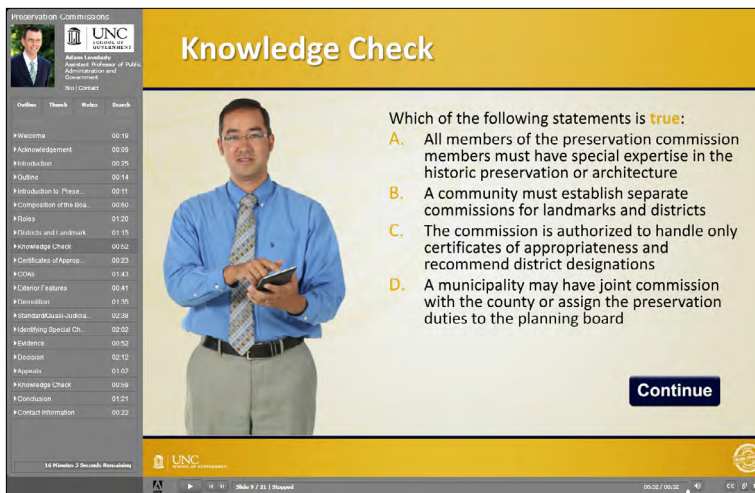 Preservation Commissions
UNC
SCHOOL OF
GOVERNMENT
Adam Lovelady
Assistant Professor of Public
Administration and
Government
Bio | Contact
Outline Thumb Notes Search
Welcome 00:19
Acknowledgement 00:09
Introduction 00:25
Outline 00:14
Introduction to Prese... 00:11
Composition of the Boa... 00:60
Roles 01:20
Districts and Landmark... 01:15
Knowledge Check 00:52
Certificates of Approp... 00:23
COAs 01:43
Exterior Features 00:41
Demolition 01:35
Standard/Quasi-Judicia... 02:38
Identifying Special Ch... 02:02
Evidence 00:52
Decision 02:12
Appeals 01:02
Knowledge Check 00:59
Conclusion 01:21
Contact Information 00:22
16 Minutes 3 Seconds Remaining
Knowledge Check
Which of the following statements is true:
A. All members of the preservation commission
members must have special expertise in the
historic preservation or architecture
B. A community must establish separate
commissions for landmarks and districts
C. The commission is authorized to handle only
certificates of appropriateness and
recommend district designations
D. A municipality may have joint commission
with the county or assign the preservation
duties to the planning board
Continue
UNC
SCHOOL OF GOVERNMENT
Slide 9 / 21 | Stopped
00:32 / 00:32
CC